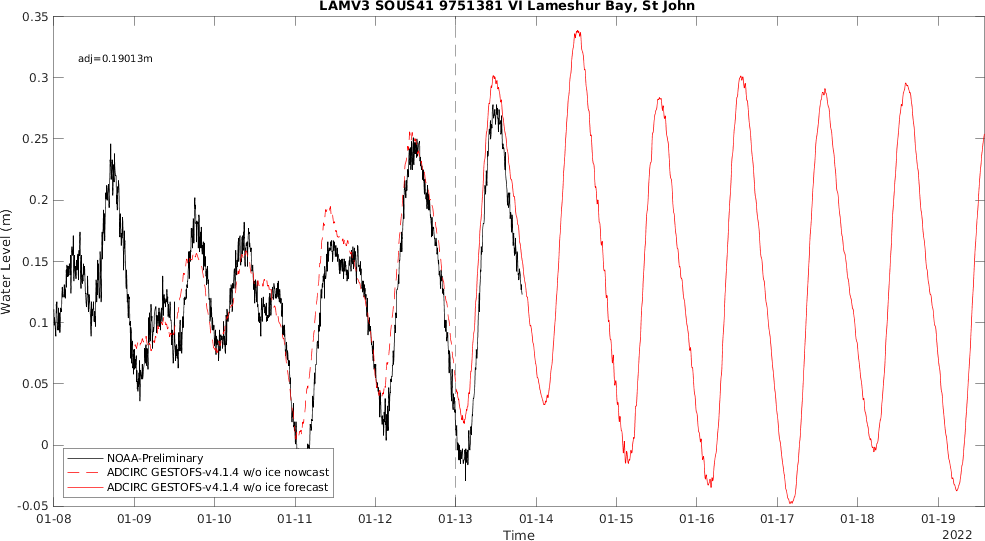 LAMV3 SOUS41 9751381 VI Lameshur Bay, St John
adj=0.19013m
0.35
0.3
0.25
0.2
0.15
0.1
0.05
0
-0.05
Water Level (m)
NOAA-Preliminary
ADCIRC GESTOFS-v4.1.4 w/o ice nowcast
ADCIRC GESTOFS-v4.1.4 w/o ice forecast
01-08 01-09 01-10 01-11 01-12 01-13 01-14 01-15 01-16 01-17 01-18 01-19
Time
2022